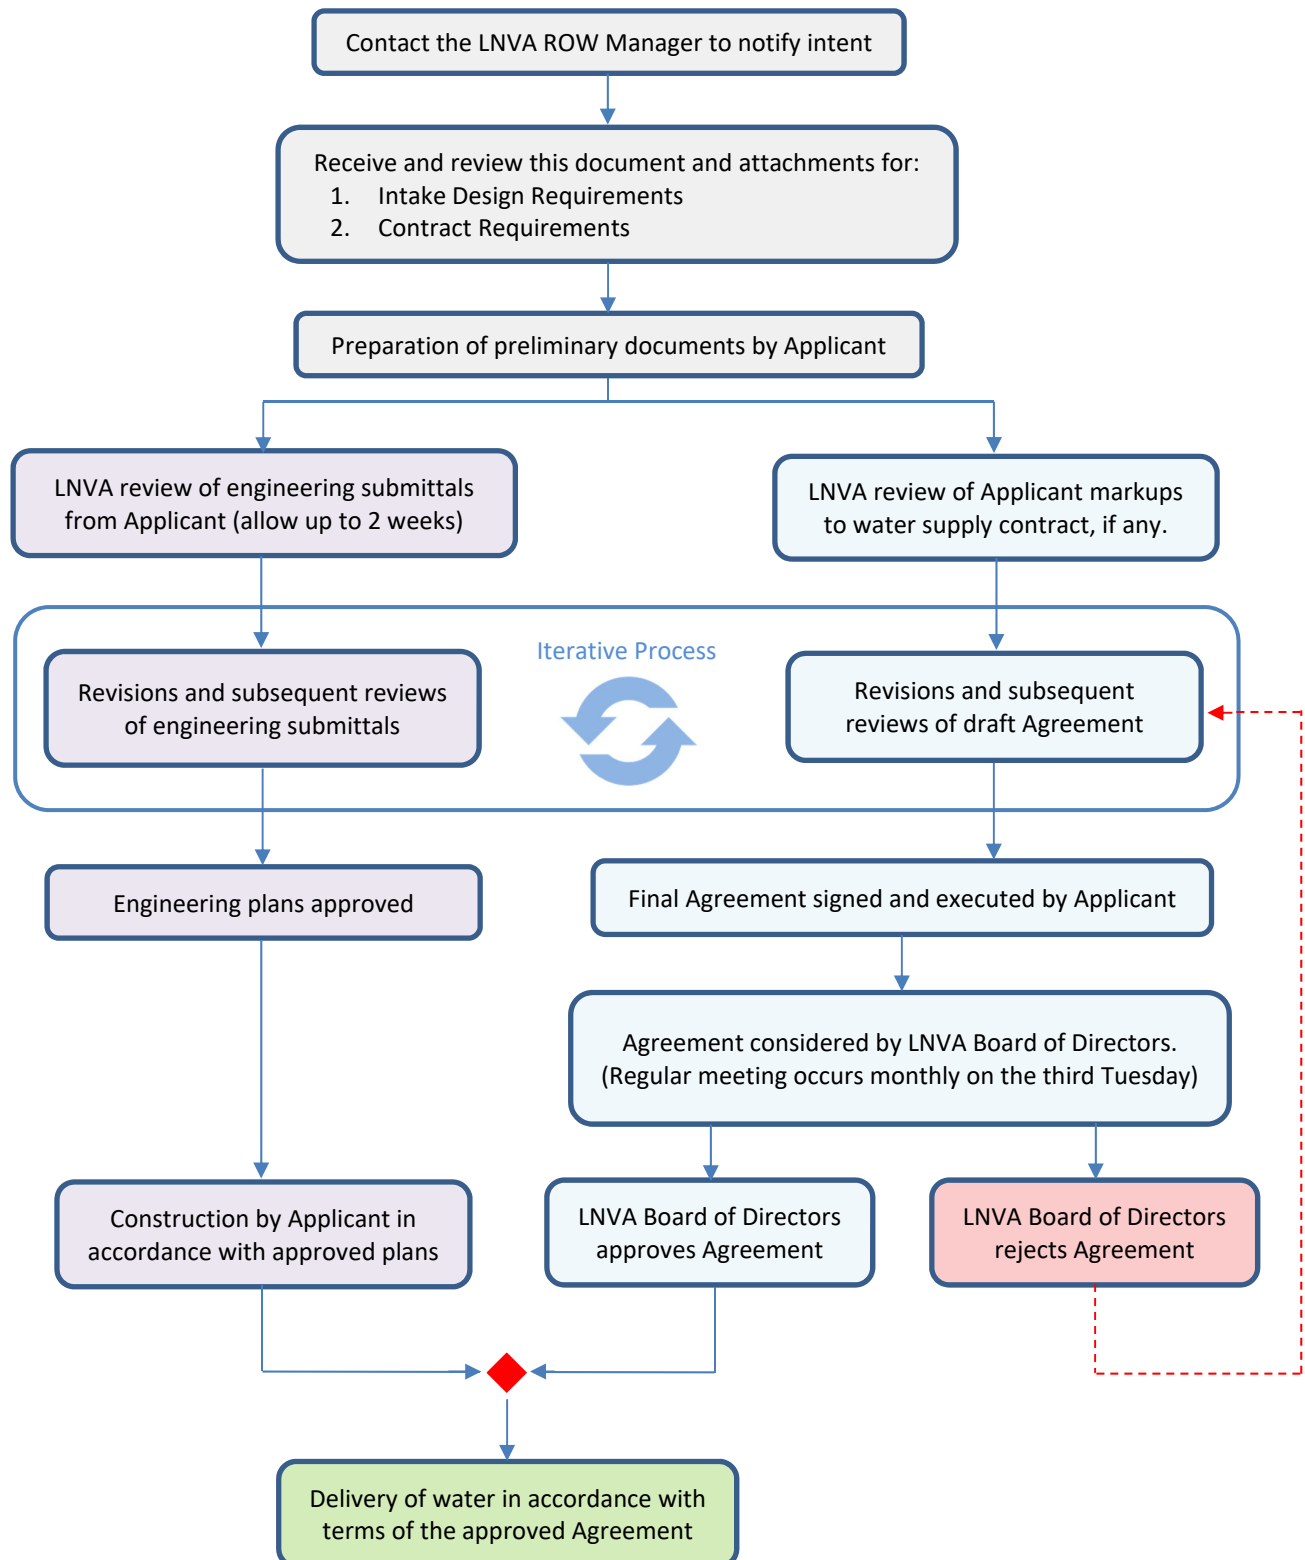 Contact the LNVA ROW Manager to notify intent
Receive and review this document and attachments for:
1. Intake Design Requirements
2. Contract Requirements
Preparation of preliminary documents by Applicant
LNVA review of engineering submittals
from Applicant (allow up to 2 weeks)
LNVA review of Applicant markups
to water supply contract, if any.
Iterative Process
Revisions and subsequent reviews
of engineering submittals
Revisions and subsequent
reviews of draft Agreement
Engineering plans approved
Final Agreement signed and executed by Applicant
Agreement considered by LNVA Board of Directors.
(Regular meeting occurs monthly on the third Tuesday)
Construction by Applicant in
accordance with approved plans
LNVA Board of Directors
approves Agreement
LNVA Board of Directors
rejects Agreement
Delivery of water in accordance with
terms of the approved Agreement